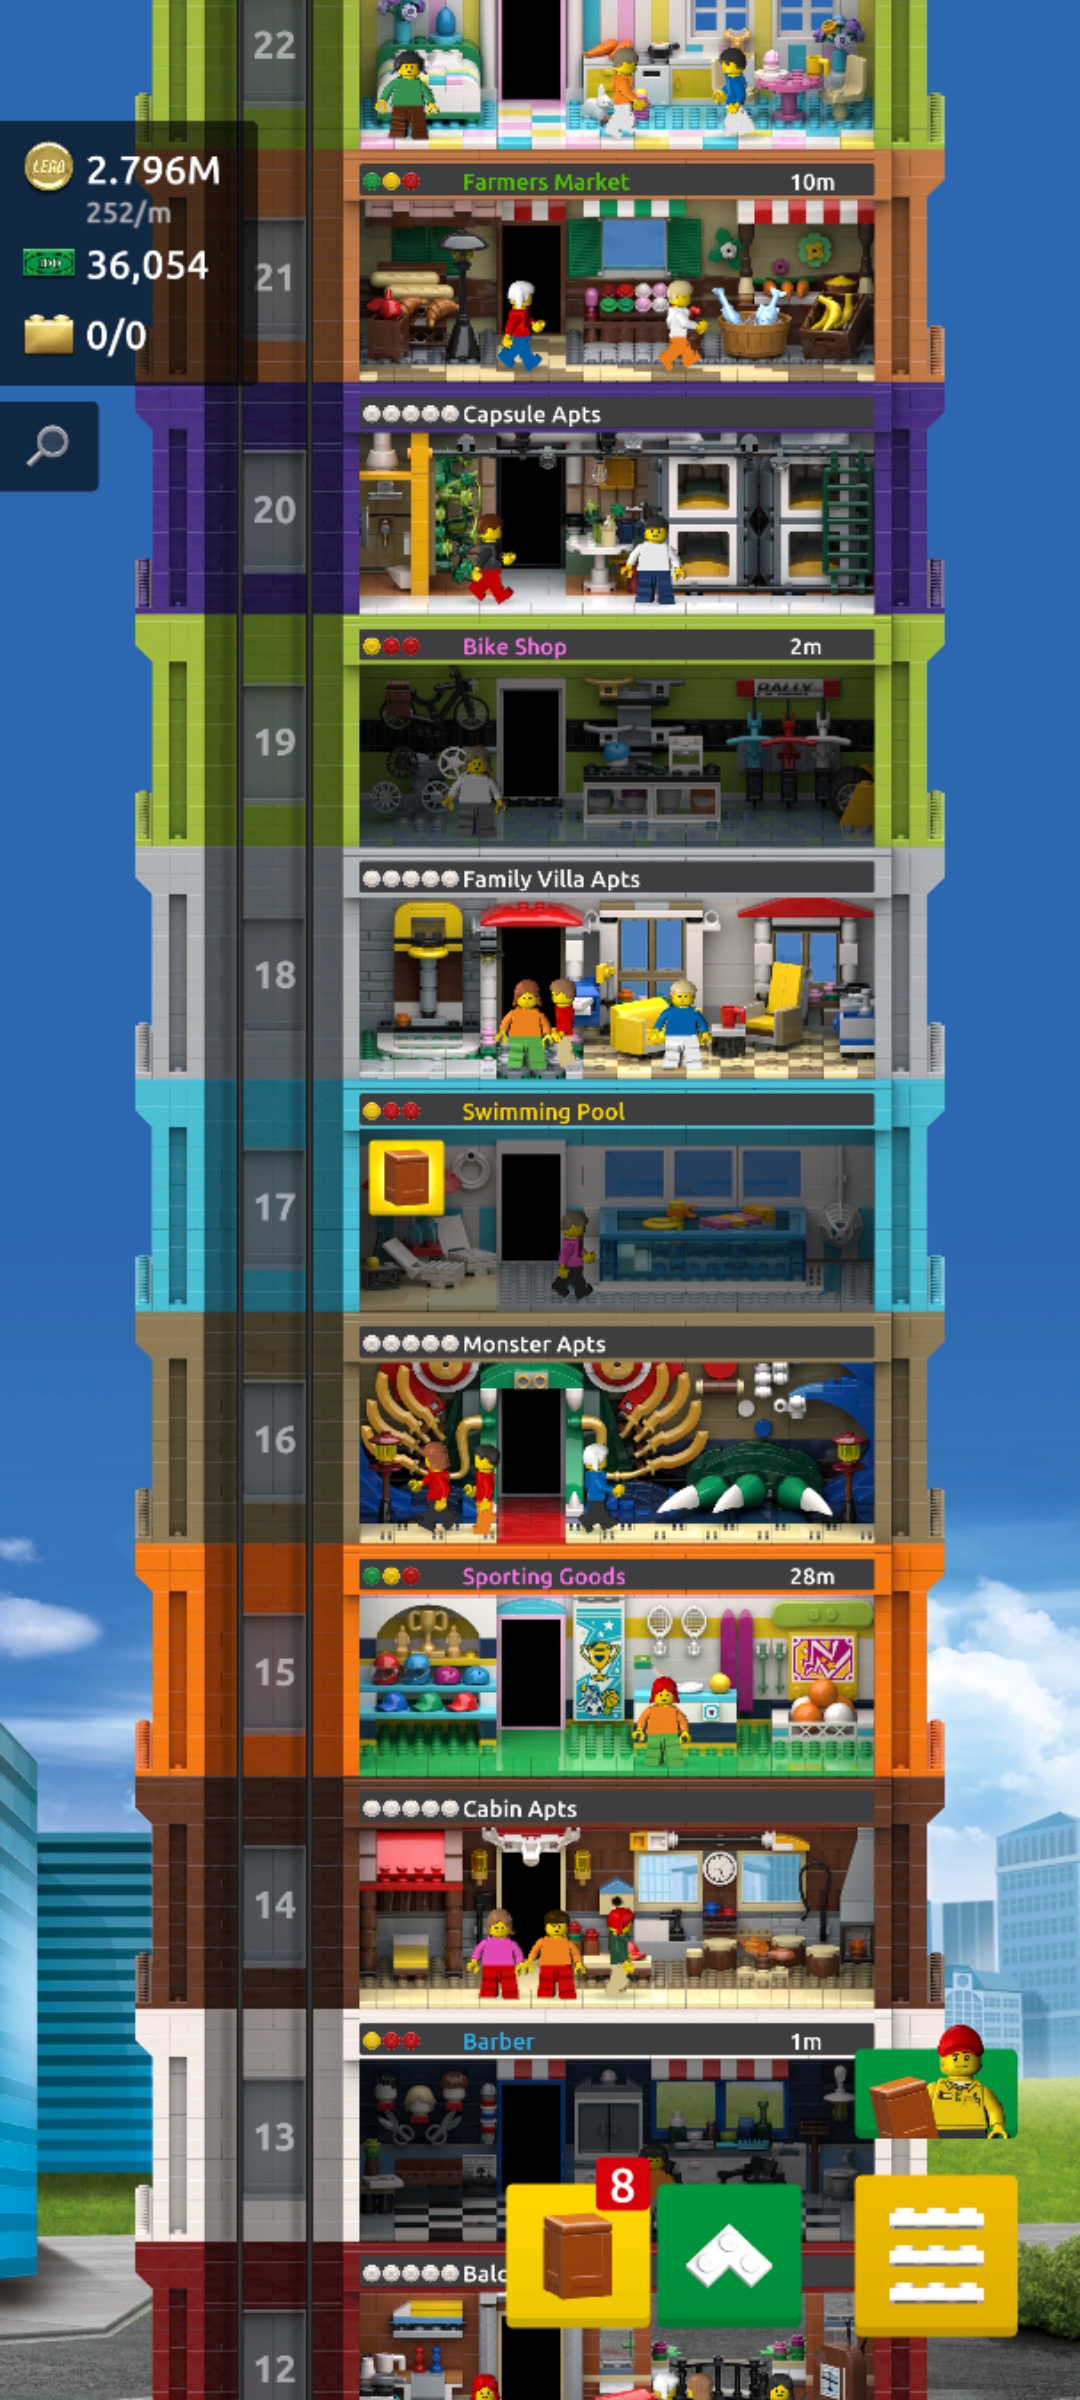 22
LEGO
2.796M
252/m
36,054
0/0
Farmers Market 10m
21
Capsule Apts
20
Bike Shop 2m
RALLY
19
Family Villa Apts
18
Swimming Pool
17
Monster Apts
16
Sporting Goods 28m
15
Cabin Apts
14
Barber 1m
13
8
Balc
12